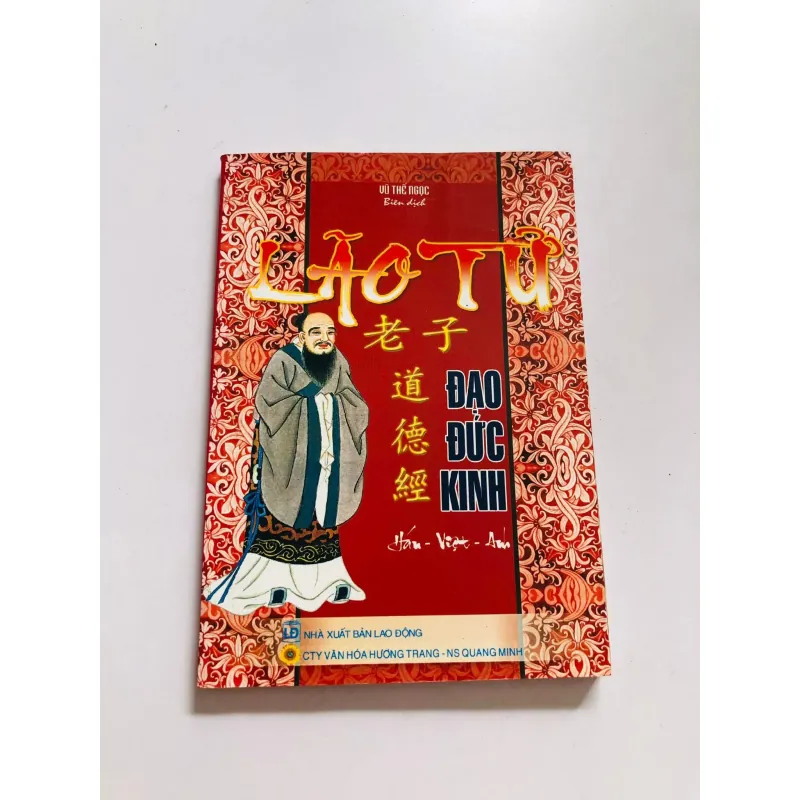 VŨ THẾ NGỌC
Biên dịch
LÃO TỬ
老子
道德經
ĐẠO
ĐỨC
KINH
Hán - Việt - Anh
LĐ NHÀ XUẤT BẢN LAO ĐỘNG
CTY VĂN HÓA HƯƠNG TRANG - NS QUANG MINH